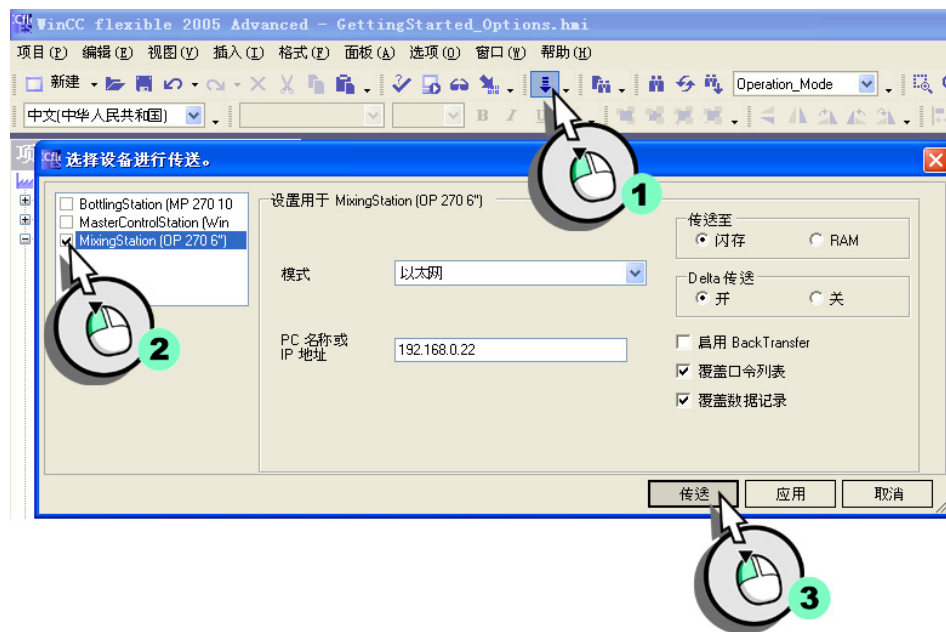 WinCC flexible 2005 Advanced - GettingStarted_Options.hmi
项目(P) 编辑(E) 视图(V) 插入(I) 格式(F) 面板(A) 选项(O) 窗口(W) 帮助(H)
新建 Operation_Mode
中文(中华人民共和国) B I U
项
选择设备进行传送。
1
BottlingStation (MP 270 10
MasterControlStation (Win
MixingStation (OP 270 6")
2
设置用于 MixingStation (OP 270 6")
模式 以太网
PC 名称或
IP 地址 192.168.0.22
传送至
闪存 RAM
Delta 传送
开 关
启用 BackTransfer
覆盖口令列表
覆盖数据记录
传送 应用 取消
3